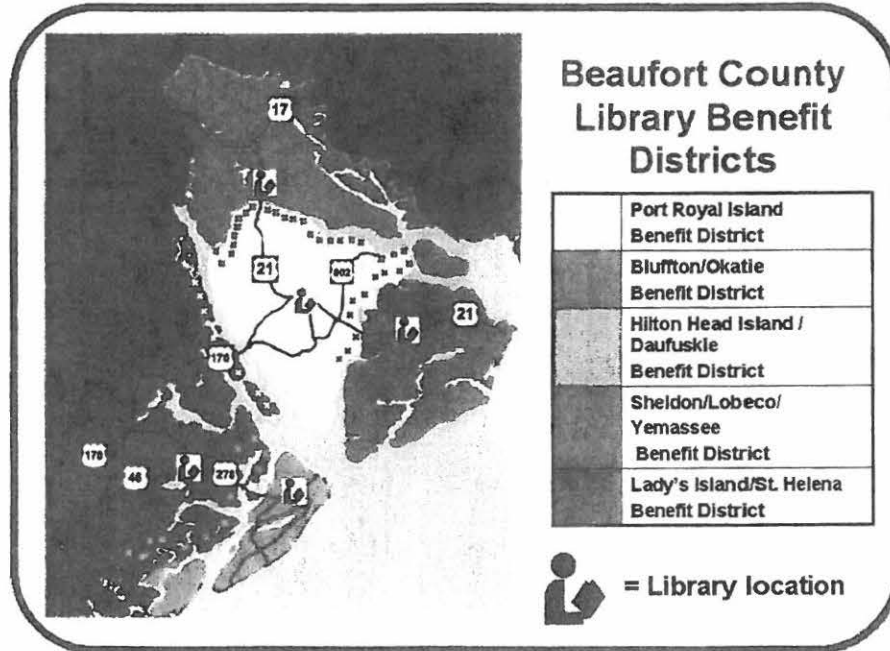 Beaufort County
Library Benefit
Districts
Port Royal Island
Benefit District
Bluffton/Okatie
Benefit District
Hilton Head Island /
Daufuskie
Benefit District
Sheldon/Lobeco/
Yemassee
Benefit District
Lady's Island/St. Helena
Benefit District
= Library location
17
21
802
21
170
170
46
278